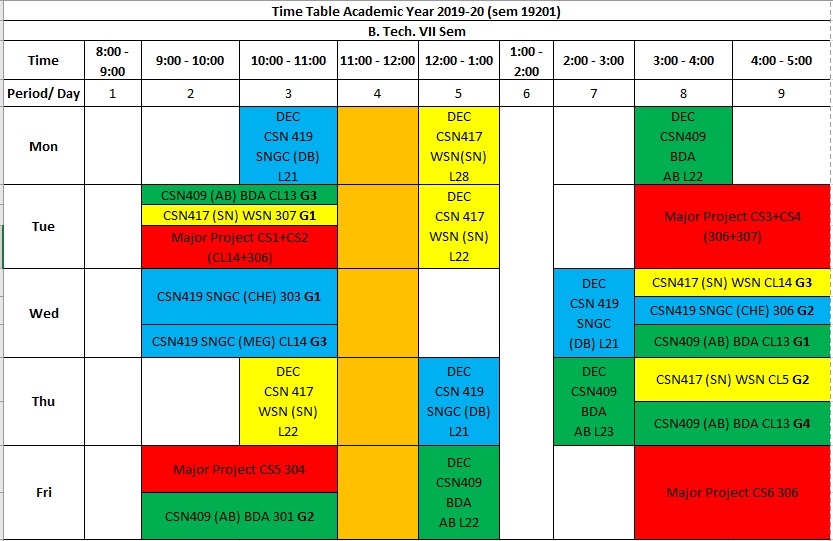 Time Table Academic Year 2019-20 (sem 19201)
B. Tech. VII Sem
Time 8:00 - 9:00 9:00 - 10:00 10:00 - 11:00 11:00 - 12:00 12:00 - 1:00 1:00 - 2:00 2:00 - 3:00 3:00 - 4:00 4:00 - 5:00
Period/ Day 1 2 3 4 5 6 7 8 9
Mon
DEC
CSN 419
SNGC (DB)
L21
DEC
CSN417
WSN(SN)
L28
DEC
CSN409
BDA
AB L22
Tue
CSN409 (AB) BDA CL13 G3
CSN417 (SN) WSN 307 G1
Major Project CS1+CS2
(CL14+306)
DEC
CSN 417
WSN (SN)
L22
Major Project CS3+CS4
(306+307)
Wed
CSN419 SNGC (CHE) 303 G1
CSN419 SNGC (MEG) CL14 G3
DEC
CSN 419
SNGC
(DB) L21
CSN417 (SN) WSN CL14 G3
CSN419 SNGC (CHE) 306 G2
CSN409 (AB) BDA CL13 G1
Thu
DEC
CSN 417
WSN (SN)
L22
DEC
CSN 419
SNGC (DB)
L21
DEC
CSN409
BDA
AB L23
CSN417 (SN) WSN CL5 G2
CSN409 (AB) BDA CL13 G4
Fri
Major Project CS5 304
CSN409 (AB) BDA 301 G2
DEC
CSN409
BDA
AB L22
Major Project CS6 306